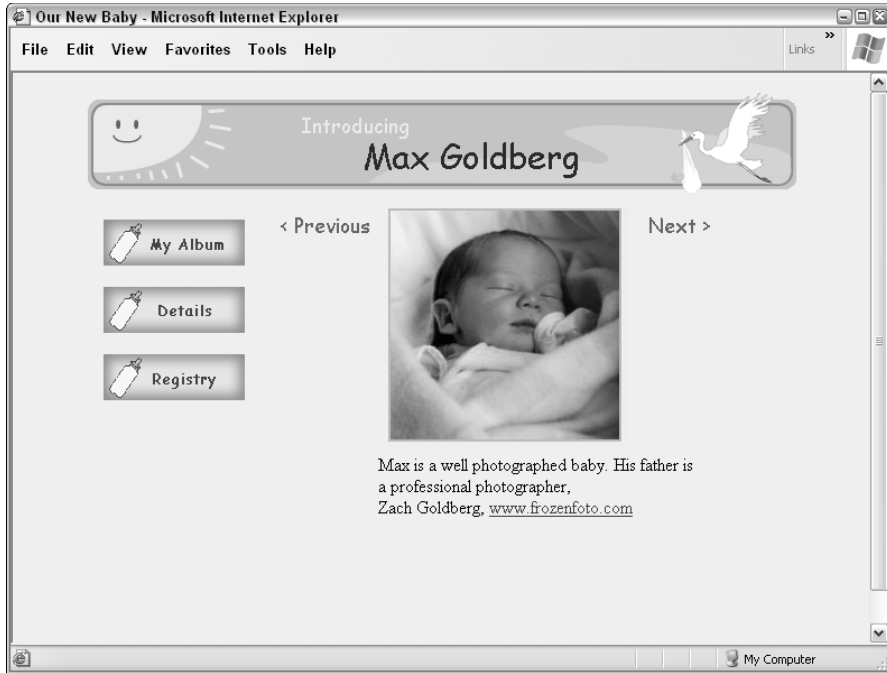 Our New Baby - Microsoft Internet Explorer
File Edit View Favorites Tools Help
Links »
Introducing
Max Goldberg
< Previous
Next >
My Album
Details
Registry
Max is a well photographed baby. His father is
a professional photographer,
Zach Goldberg, www.frozenfoto.com
My Computer